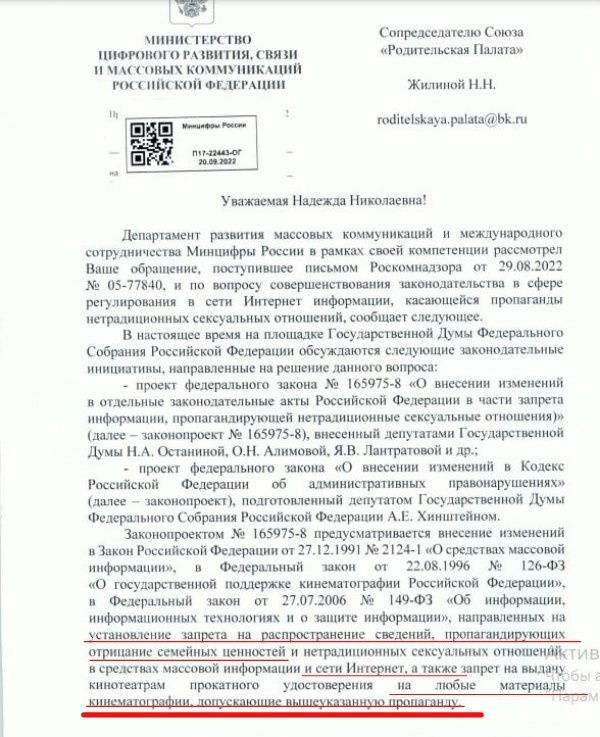 МИНИСТЕРСТВО
ЦИФРОВОГО РАЗВИТИЯ, СВЯЗИ
И МАССОВЫХ КОММУНИКАЦИЙ
РОССИЙСКОЙ ФЕДЕРАЦИИ
Минцифры России
П17-22443-ОГ
20.09.2022
на
Сопредседателю Союза
«Родительская Палата»
Жилиной Н.Н.
roditelskaya.palata@bk.ru
Уважаемая Надежда Николаевна!
Департамент развития массовых коммуникаций и международного
сотрудничества Минцифры России в рамках своей компетенции рассмотрел
Ваше обращение, поступившее письмом Роскомнадзора от 29.08.2022
№ 05-77840, и по вопросу совершенствования законодательства в сфере
регулирования в сети Интернет информации, касающейся пропаганды
нетрадиционных сексуальных отношений, сообщает следующее.
В настоящее время на площадке Государственной Думы Федерального
Собрания Российской Федерации обсуждаются следующие законодательные
инициативы, направленные на решение данного вопроса:
- проект федерального закона № 165975-8 «О внесении изменений
в отдельные законодательные акты Российской Федерации в части запрета
информации, пропагандирующей нетрадиционные сексуальные отношения)»
(далее – законопроект № 165975-8), внесенный депутатами Государственной
Думы Н.А. Останиной, О.Н. Алимовой, Я.В. Лантратовой и др.;
- проект федерального закона «О внесении изменений в Кодекс
Российской Федерации об административных правонарушениях»
(далее – законопроект), подготовленный депутатом Государственной Думы
Федерального Собрания Российской Федерации А.Е. Хинштейном.
Законопроектом № 165975-8 предусматривается внесение изменений
в Закон Российской Федерации от 27.12.1991 № 2124-1 «О средствах массовой
информации», в Федеральный закон от 22.08.1996 № 126-ФЗ
«О государственной поддержке кинематографии Российской Федерации»,
в Федеральный закон от 27.07.2006 № 149-ФЗ «Об информации,
информационных технологиях и о защите информации», направленных на
установление запрета на распространение сведений, пропагандирующих
отрицание семейных ценностей и нетрадиционных сексуальных отношений
в средствах массовой информации и сети Интернет, а также запрет на выдачу
кинотеатрам прокатного удостоверения на любые материалы
кинематографии, допускающие вышеуказанную пропаганду.